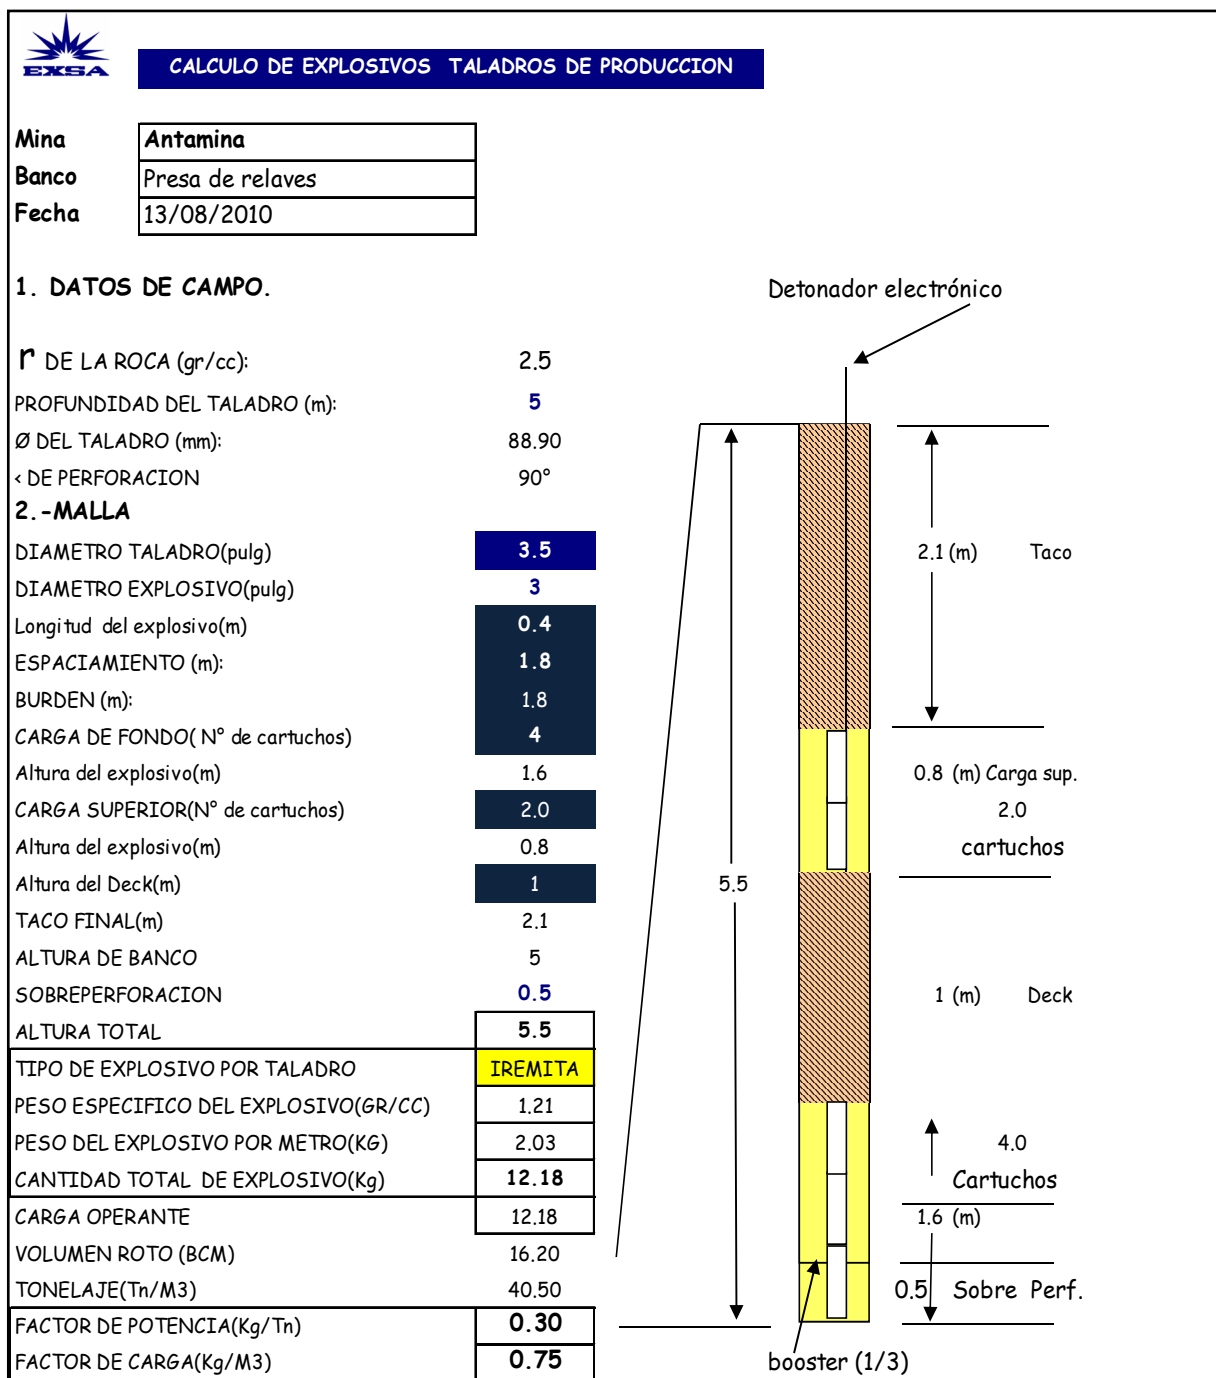 EXSA
CALCULO DE EXPLOSIVOS TALADROS DE PRODUCCION
Mina Antamina
Banco Presa de relaves
Fecha 13/08/2010
1. DATOS DE CAMPO.
Detonador electrónico
r DE LA ROCA (gr/cc): 2.5
PROFUNDIDAD DEL TALADRO (m): 5
Ø DEL TALADRO (mm): 88.90
< DE PERFORACION 90°
2.-MALLA
DIAMETRO TALADRO(pulg) 3.5
2.1 (m) Taco
DIAMETRO EXPLOSIVO(pulg) 3
Longitud del explosivo(m) 0.4
ESPACIAMIENTO (m): 1.8
BURDEN (m): 1.8
CARGA DE FONDO( N° de cartuchos) 4
Altura del explosivo(m) 1.6
0.8 (m) Carga sup.
CARGA SUPERIOR(N° de cartuchos) 2.0
2.0
Altura del explosivo(m) 0.8
cartuchos
Altura del Deck(m) 1
5.5
TACO FINAL(m) 2.1
ALTURA DE BANCO 5
SOBREPERFORACION 0.5
1 (m) Deck
ALTURA TOTAL 5.5
TIPO DE EXPLOSIVO POR TALADRO IREMITA
PESO ESPECIFICO DEL EXPLOSIVO(GR/CC) 1.21
PESO DEL EXPLOSIVO POR METRO(KG) 2.03
4.0
CANTIDAD TOTAL DE EXPLOSIVO(Kg) 12.18
Cartuchos
CARGA OPERANTE 12.18
1.6 (m)
VOLUMEN ROTO (BCM) 16.20
TONELAJE(Tn/M3) 40.50
0.5 Sobre Perf.
FACTOR DE POTENCIA(Kg/Tn) 0.30
FACTOR DE CARGA(Kg/M3) 0.75
booster (1/3)